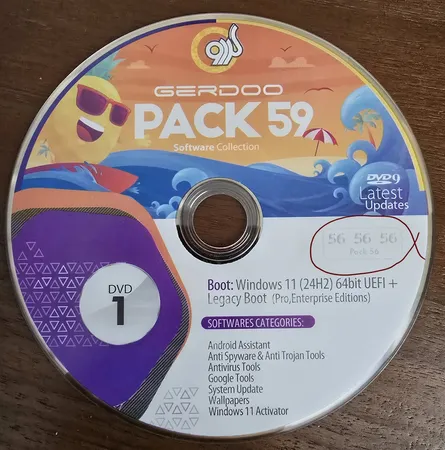 گردو
GERDOO
PACK 59
Software Collection
DVD9
Latest
Updates
56 56 56
Pack 56
Boot: Windows 11 (24H2) 64bit UEFI +
Legacy Boot (Pro,Enterprise Editions)
DVD
1
SOFTWARES CATEGORIES:
Android Assistant
Anti Spyware & Anti Trojan Tools
Antivirus Tools
Google Tools
System Update
Wallpapers
Windows 11 Activator